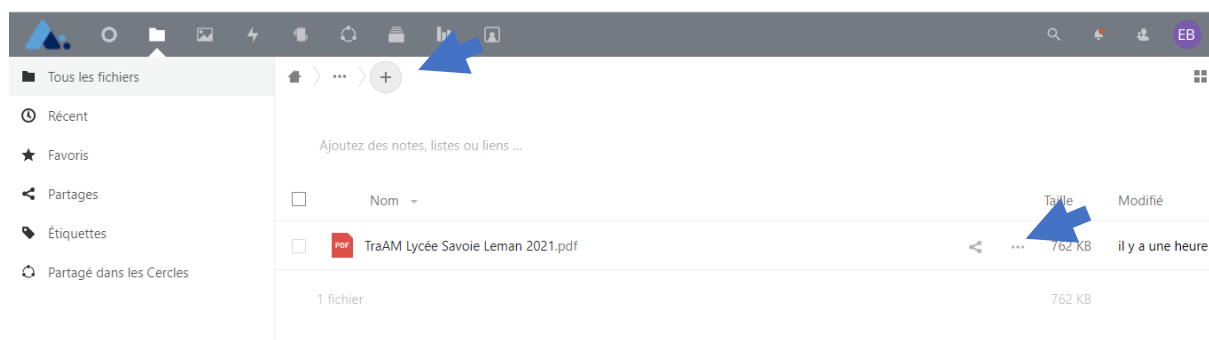 EB
Tous les fichiers
Récent
Favoris
Partages
Étiquettes
Partagé dans les Cercles
Ajoutez des notes, listes ou liens ...
Nom Taille Modifié
PDF TraAM Lycée Savoie Leman 2021.pdf 762 KB il y a une heure
1 fichier 762 KB